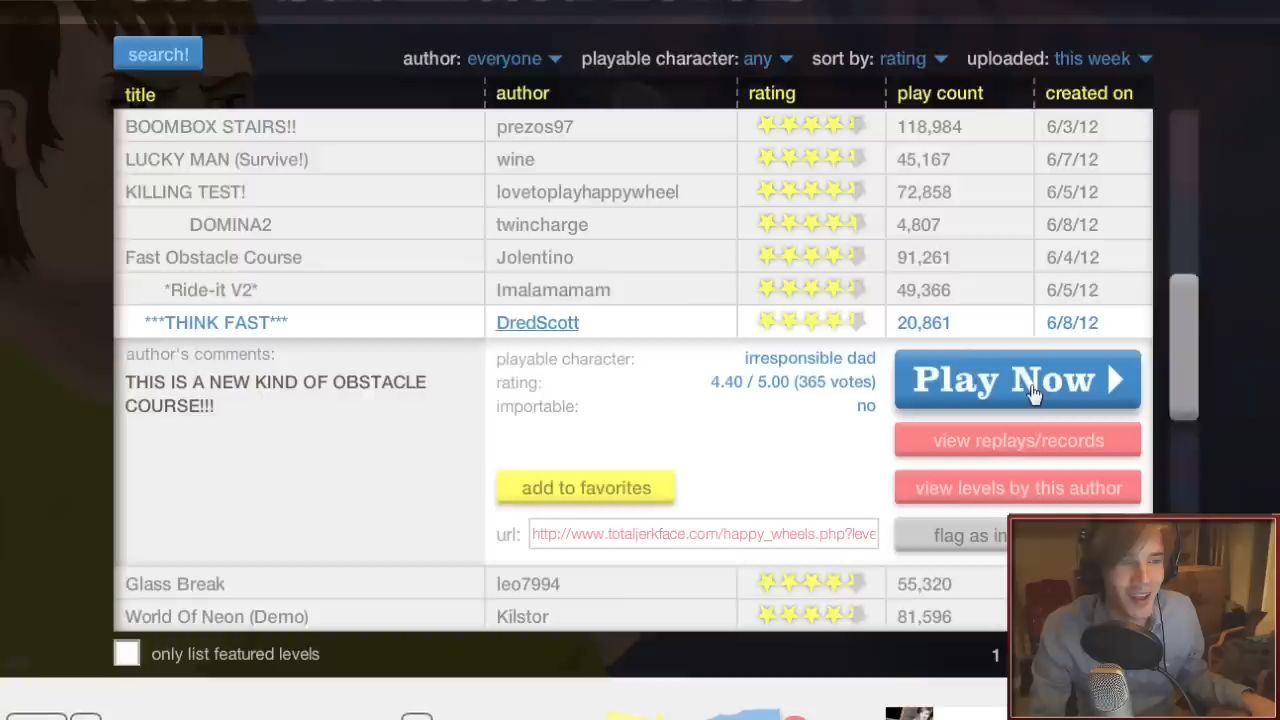 search!
author: everyone playable character: any sort by: rating uploaded: this week
title author rating play count created on
BOOMBOX STAIRS!! prezos97 118,984 6/3/12
LUCKY MAN (Survive!) wine 45,167 6/7/12
KILLING TEST! lovetoplayhappywheel 72,858 6/5/12
DOMINA2 twincharge 4,807 6/8/12
Fast Obstacle Course Jolentino 91,261 6/4/12
*Ride-it V2* Imalamamam 49,366 6/5/12
***THINK FAST*** DredScott 20,861 6/8/12
author's comments:
THIS IS A NEW KIND OF OBSTACLE
COURSE!!!
playable character: irresponsible dad
rating: 4.40 / 5.00 (365 votes)
importable: no
Play Now
view replays/records
add to favorites
view levels by this author
url: http://www.totaljerkface.com/happy_wheels.php?leve
flag as in
Glass Break leo7994 55,320
World Of Neon (Demo) Kilstor 81,596
only list featured levels 1